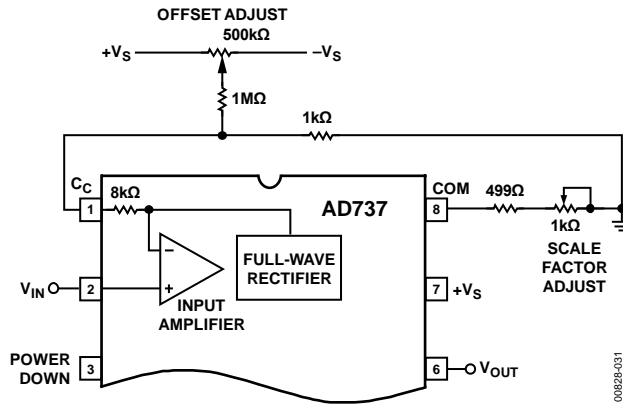 OFFSET ADJUST
500kΩ
+VS
−VS
1MΩ
1kΩ
CC
8kΩ
AD737
COM
499Ω
1
8
1kΩ
SCALE
FACTOR
ADJUST
FULL-WAVE
RECTIFIER
−
+
VIN
2
INPUT
AMPLIFIER
7
+VS
POWER
DOWN
3
6
VOUT
00828-031